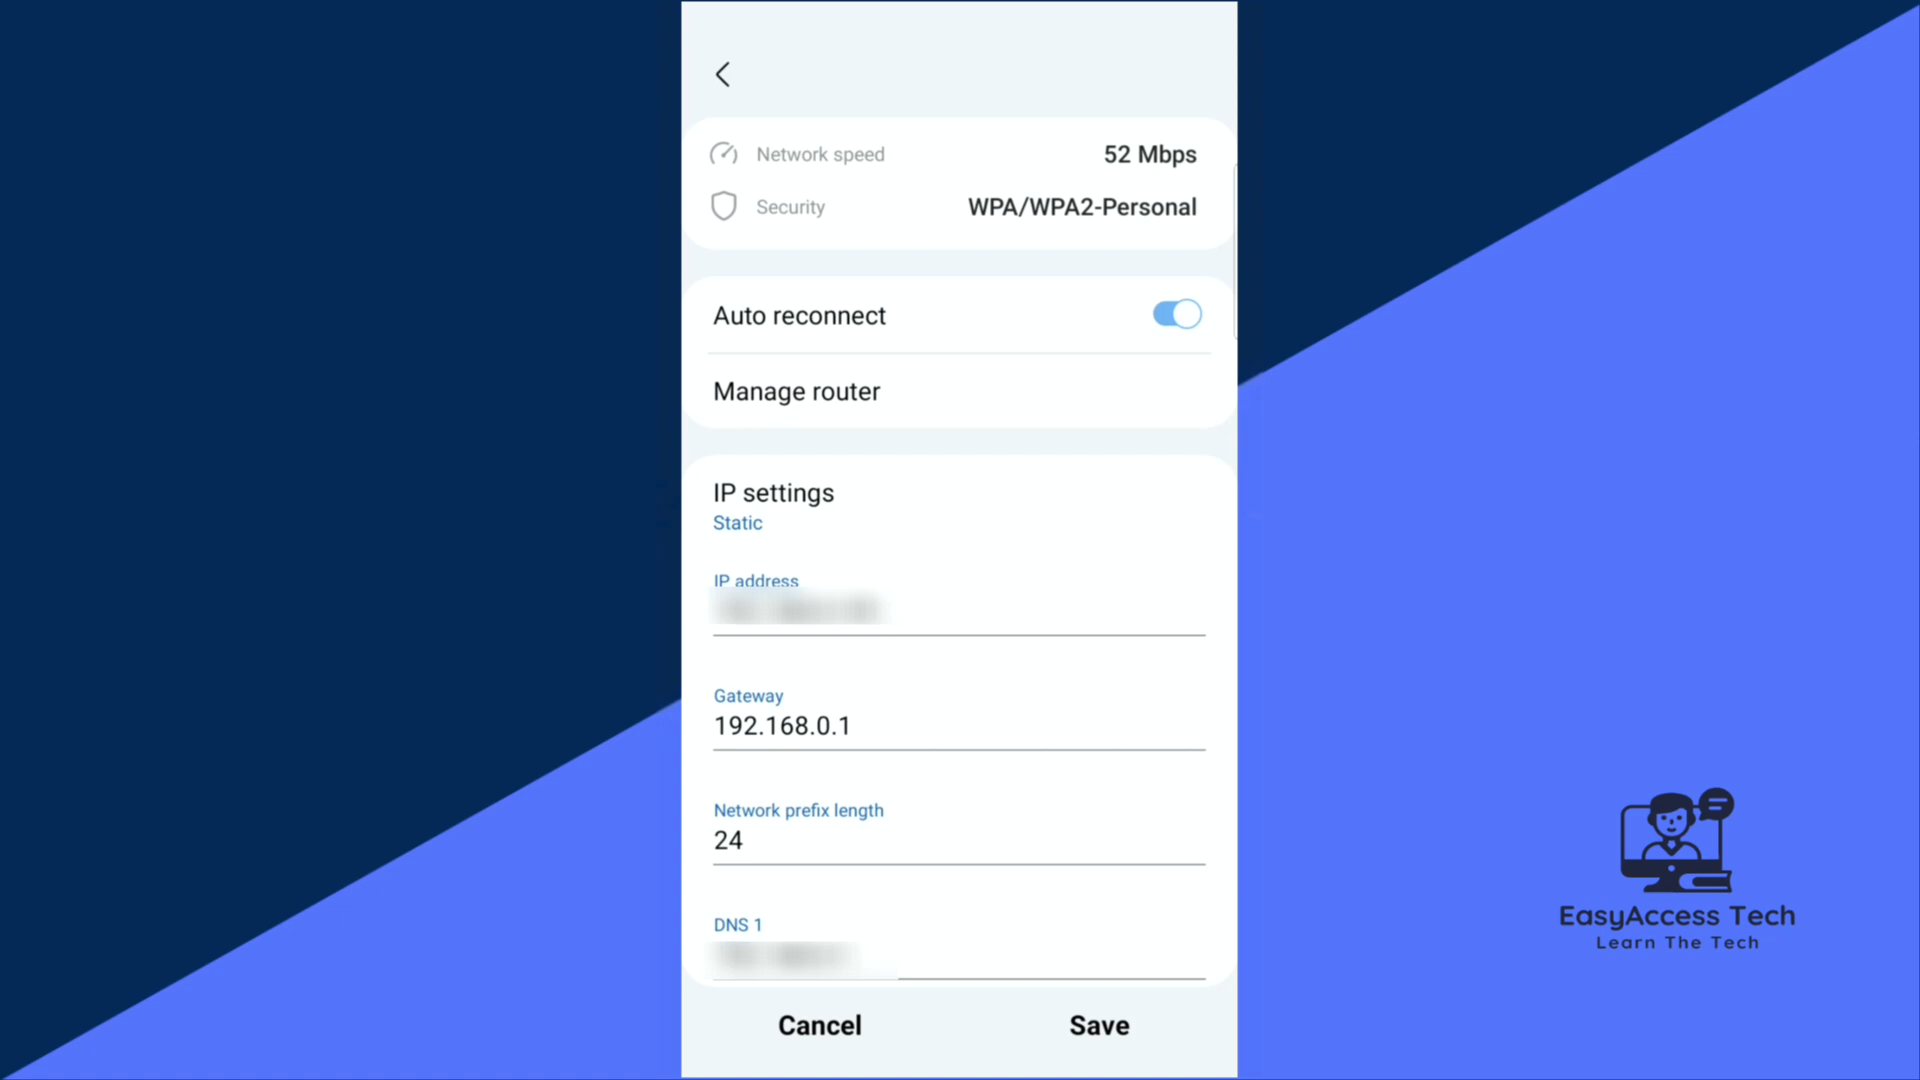 Network speed 52 Mbps
Security WPA/WPA2-Personal
Auto reconnect
Manage router
IP settings
Static
IP address
Gateway
192.168.0.1
Network prefix length
24
DNS 1
Cancel Save
EasyAccess Tech
Learn The Tech